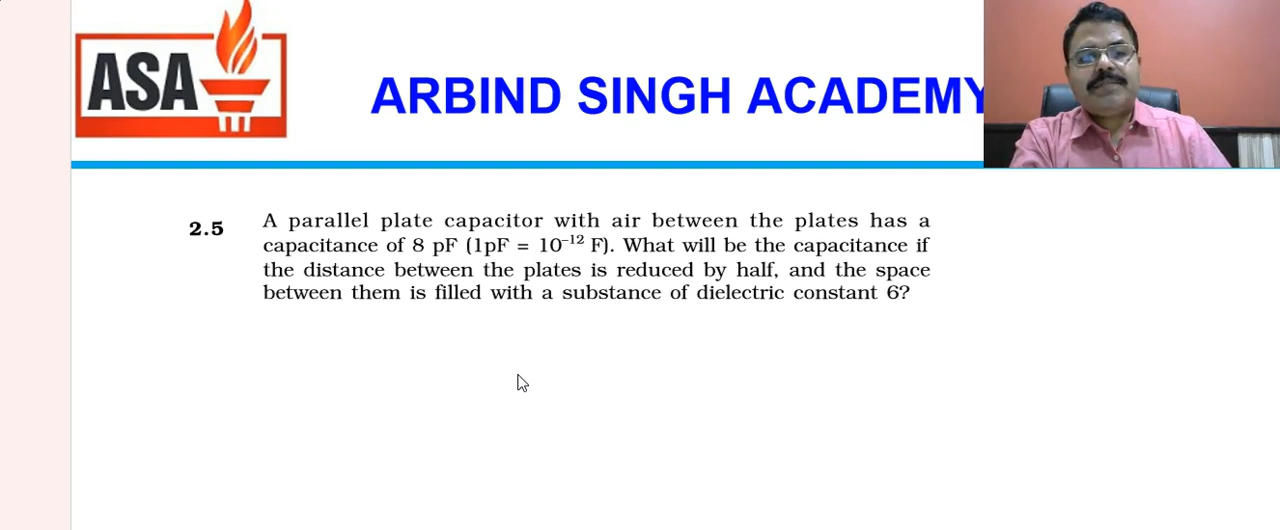 ASA
ARBIND SINGH ACADEMY
2.5 A parallel plate capacitor with air between the plates has a
capacitance of 8 pF (1pF = 10⁻¹² F). What will be the capacitance if
the distance between the plates is reduced by half, and the space
between them is filled with a substance of dielectric constant 6?